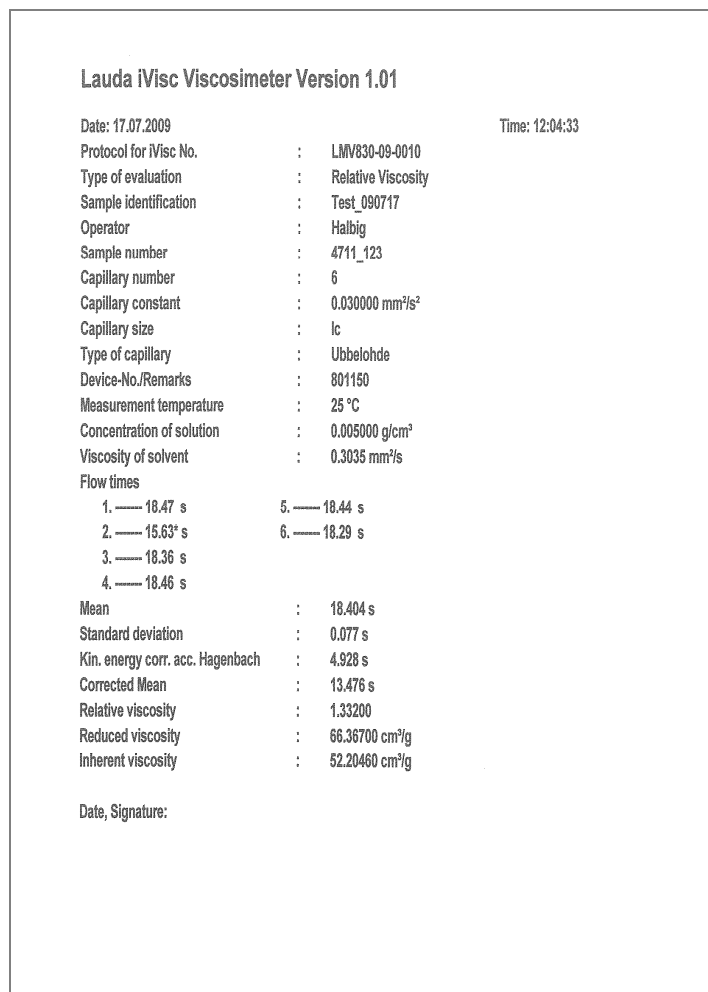 Lauda iVisc Viscosimeter Version 1.01
Date: 17.07.2009 Time: 12:04:33
Protocol for iVisc No. : LMV830-09-0010
Type of evaluation : Relative Viscosity
Sample identification : Test_090717
Operator : Halbig
Sample number : 4711_123
Capillary number : 6
Capillary constant : 0.030000 mm²/s²
Capillary size : Ic
Type of capillary : Ubbelohde
Device-No./Remarks : 801150
Measurement temperature : 25 °C
Concentration of solution : 0.005000 g/cm³
Viscosity of solvent : 0.3035 mm²/s
Flow times
1. ------- 18.47 s 5. ------- 18.44 s
2. ------- 15.63* s 6. ------- 18.29 s
3. ------- 18.36 s
4. ------- 18.46 s
Mean : 18.404 s
Standard deviation : 0.077 s
Kin. energy corr. acc. Hagenbach : 4.928 s
Corrected Mean : 13.476 s
Relative viscosity : 1.33200
Reduced viscosity : 66.36700 cm³/g
Inherent viscosity : 52.20460 cm³/g
Date, Signature: